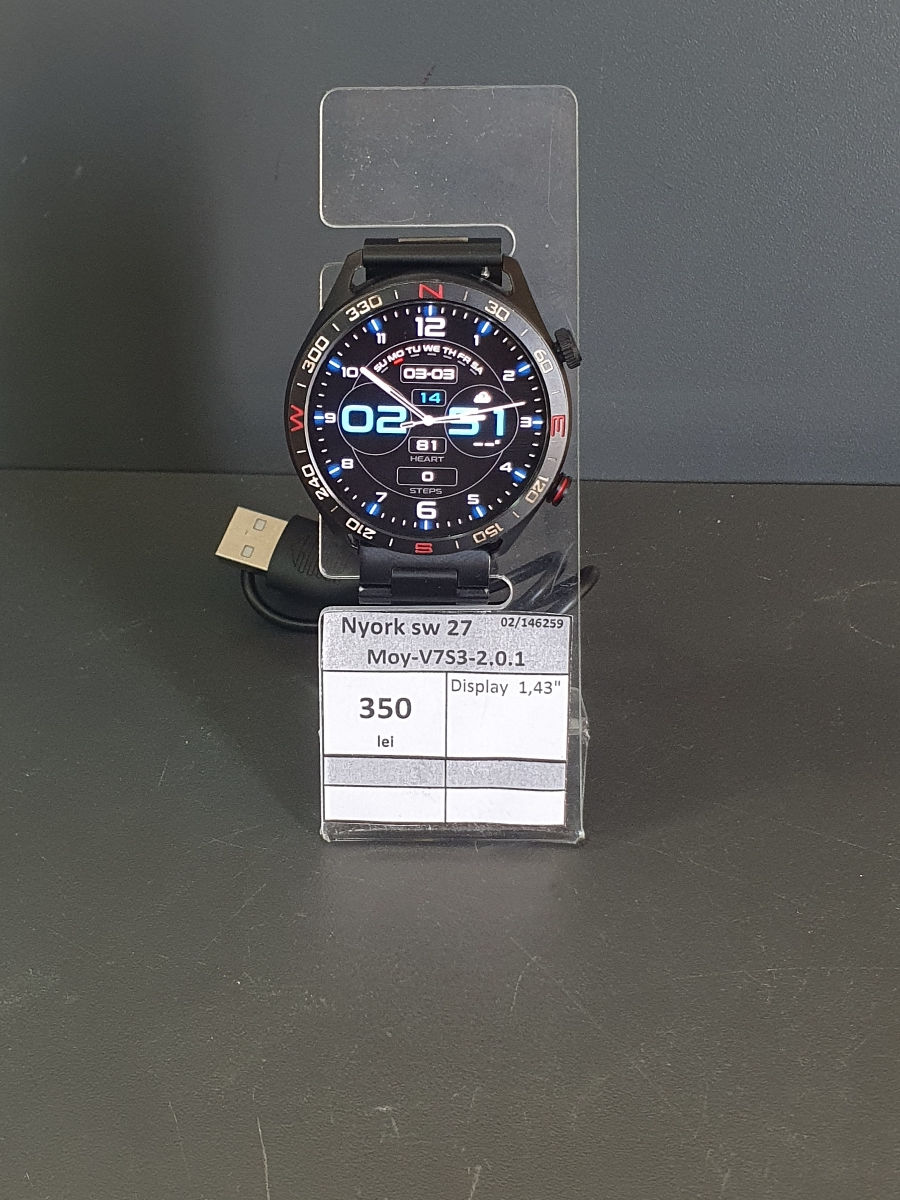 N
330
30
300
60
W
E
240
120
210
150
S
12
11
1
10
2
9
3
8
4
7
5
6
SU MO TU WE TH FR SA
03-03
14
02 51
--°
81
HEART
0
STEPS
Nyork sw 27 02/146259
Moy-V7S3-2.0.1
350
lei
Display 1,43"